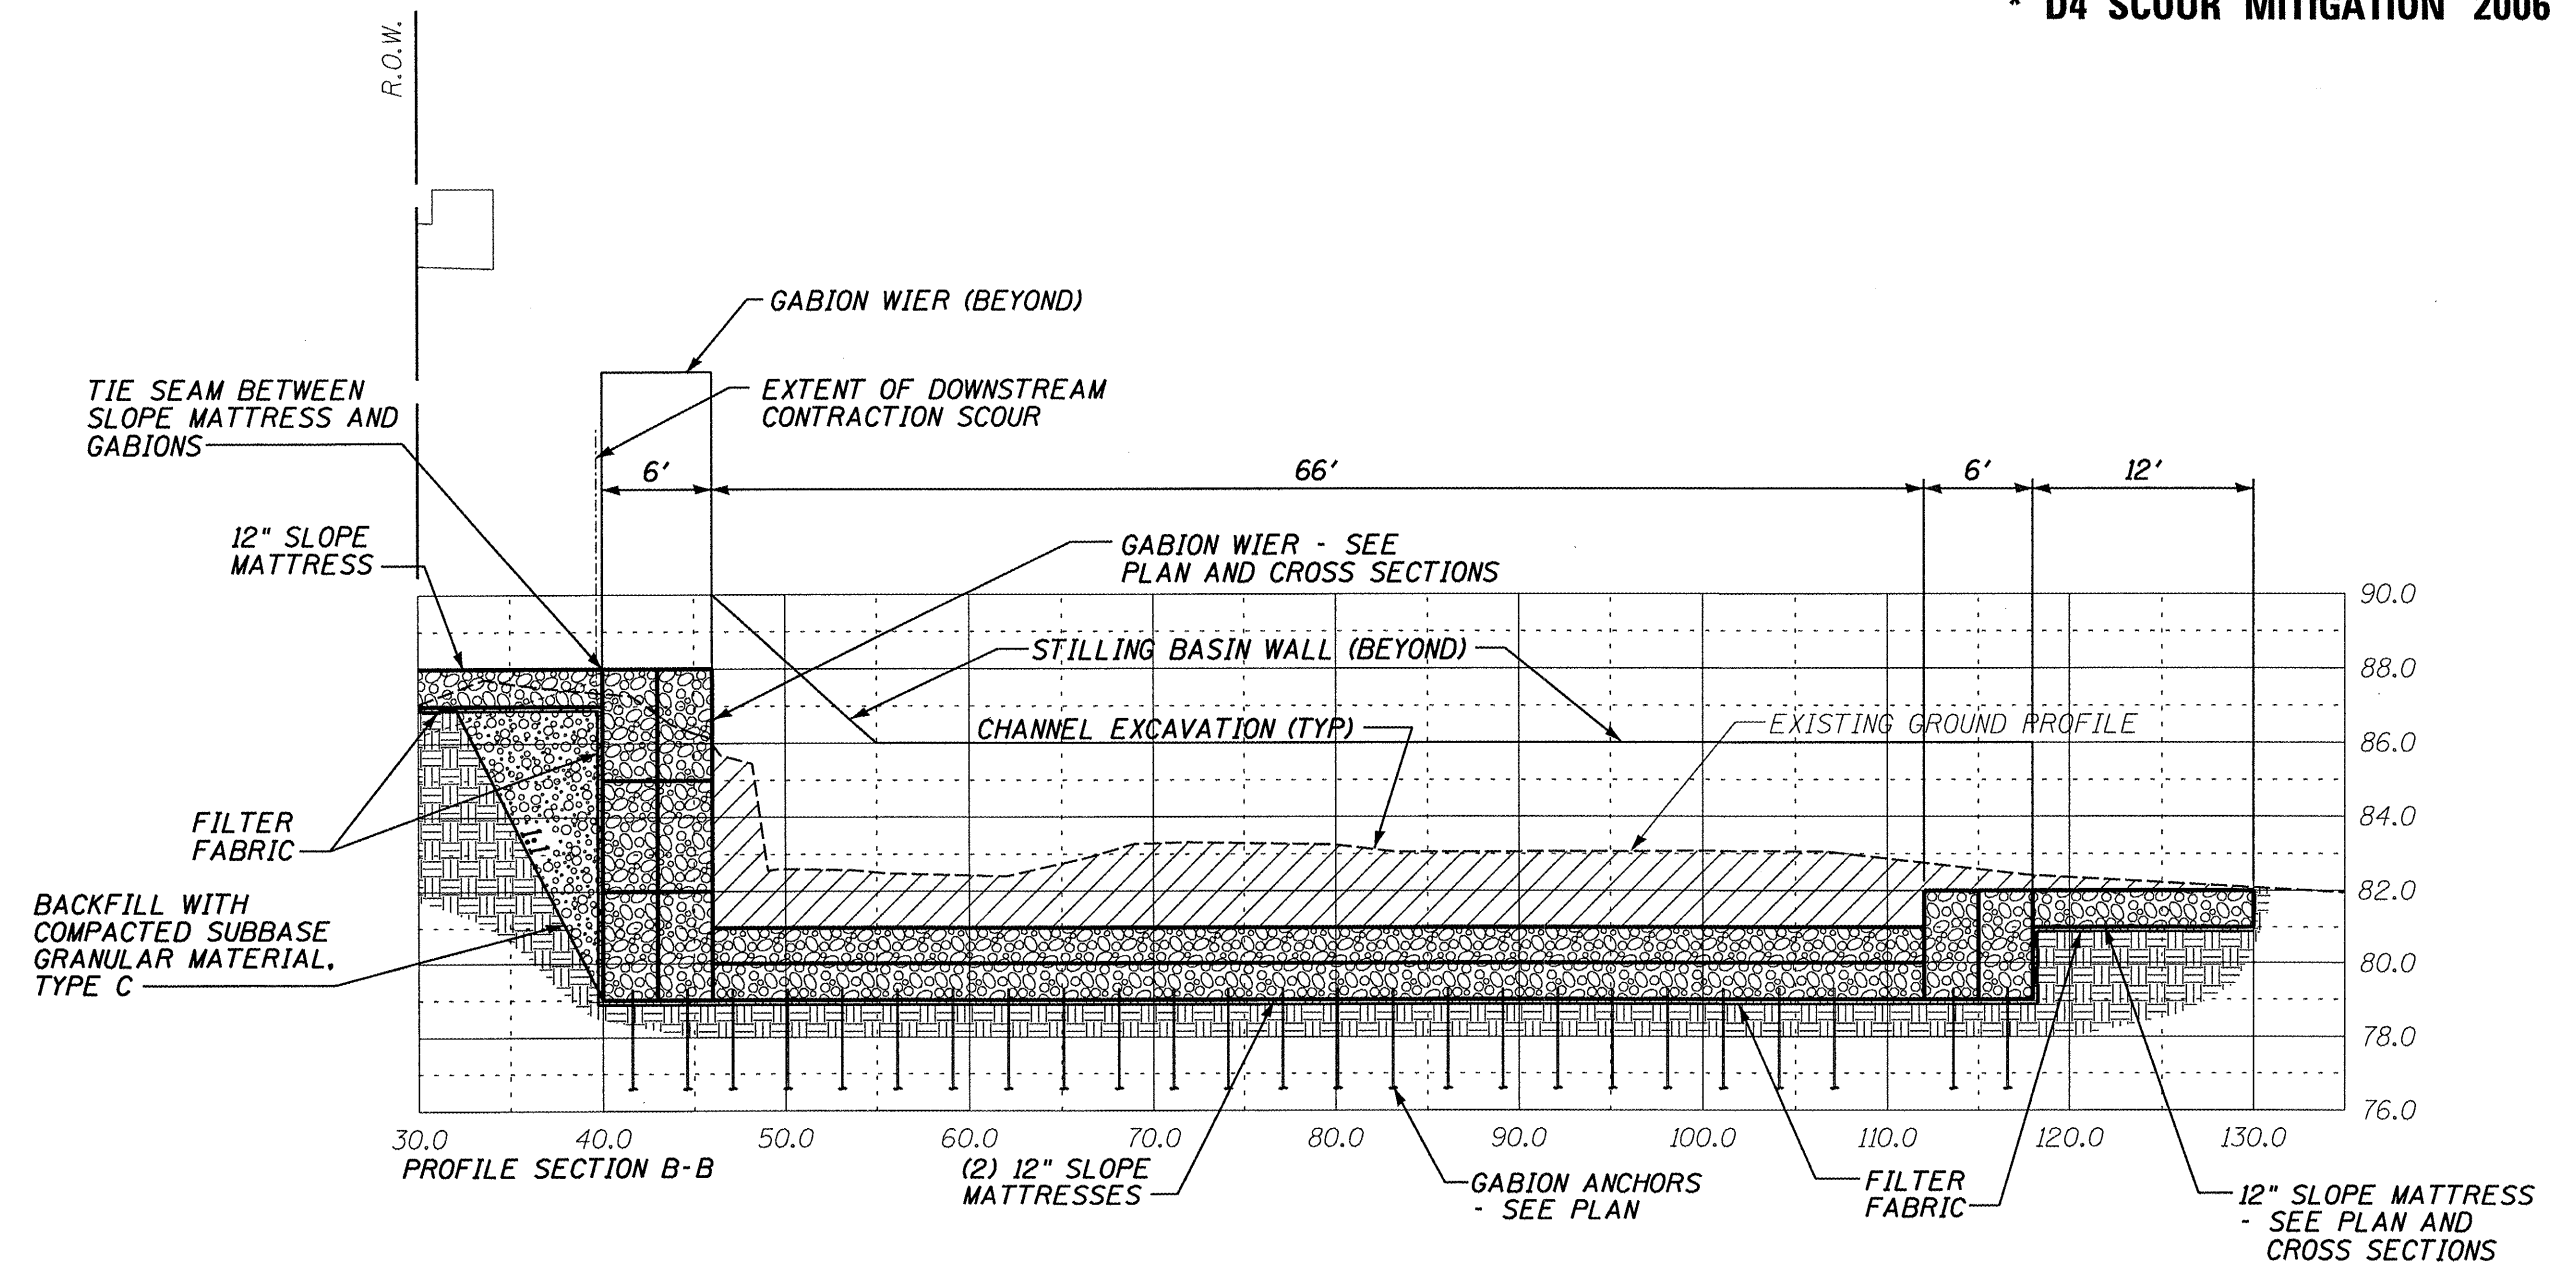 * D4 SCOUR MITIGATION 2006
R.O.W.
GABION WIER (BEYOND)
TIE SEAM BETWEEN
SLOPE MATTRESS AND
GABIONS
EXTENT OF DOWNSTREAM
CONTRACTION SCOUR
6'
66'
6'
12'
12" SLOPE
MATTRESS
GABION WIER - SEE
PLAN AND CROSS SECTIONS
90.0
STILLING BASIN WALL (BEYOND)
88.0
CHANNEL EXCAVATION (TYP)
EXISTING GROUND PROFILE
86.0
FILTER
FABRIC
1:1
84.0
BACKFILL WITH
COMPACTED SUBBASE
GRANULAR MATERIAL,
TYPE C
82.0
80.0
78.0
76.0
30.0 40.0 50.0 60.0 70.0 80.0 90.0 100.0 110.0 120.0 130.0
PROFILE SECTION B-B
(2) 12" SLOPE
MATTRESSES
GABION ANCHORS
- SEE PLAN
FILTER
FABRIC
12" SLOPE MATTRESS
- SEE PLAN AND
CROSS SECTIONS